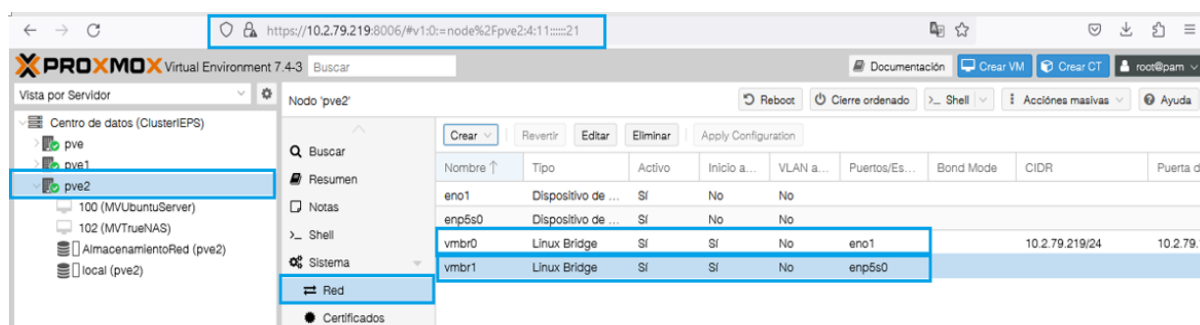 https://10.2.79.219:8006/#v1:0:=node%2Fpve2:4:11::::::21
PROXMOX Virtual Environment 7.4-3 Buscar Documentación Crear VM Crear CT root@pam
Vista por Servidor Nodo 'pve2' Reboot Cierre ordenado Shell Acciónes masivas Ayuda
Centro de datos (ClusterIEPS)
pve
pve1
pve2
100 (MVUbuntuServer)
102 (MVTrueNAS)
AlmacenamientoRed (pve2)
local (pve2)
Buscar
Resumen
Notas
Shell
Sistema
Red
Certificados
Crear Revertir Editar Eliminar Apply Configuration
Nombre Tipo Activo Inicio a... VLAN a... Puertos/Es... Bond Mode CIDR Puerta d
eno1 Dispositivo de ... Sí No No
enp5s0 Dispositivo de ... Sí No No
vmbr0 Linux Bridge Sí Sí No eno1 10.2.79.219/24 10.2.79.
vmbr1 Linux Bridge Sí Sí No enp5s0